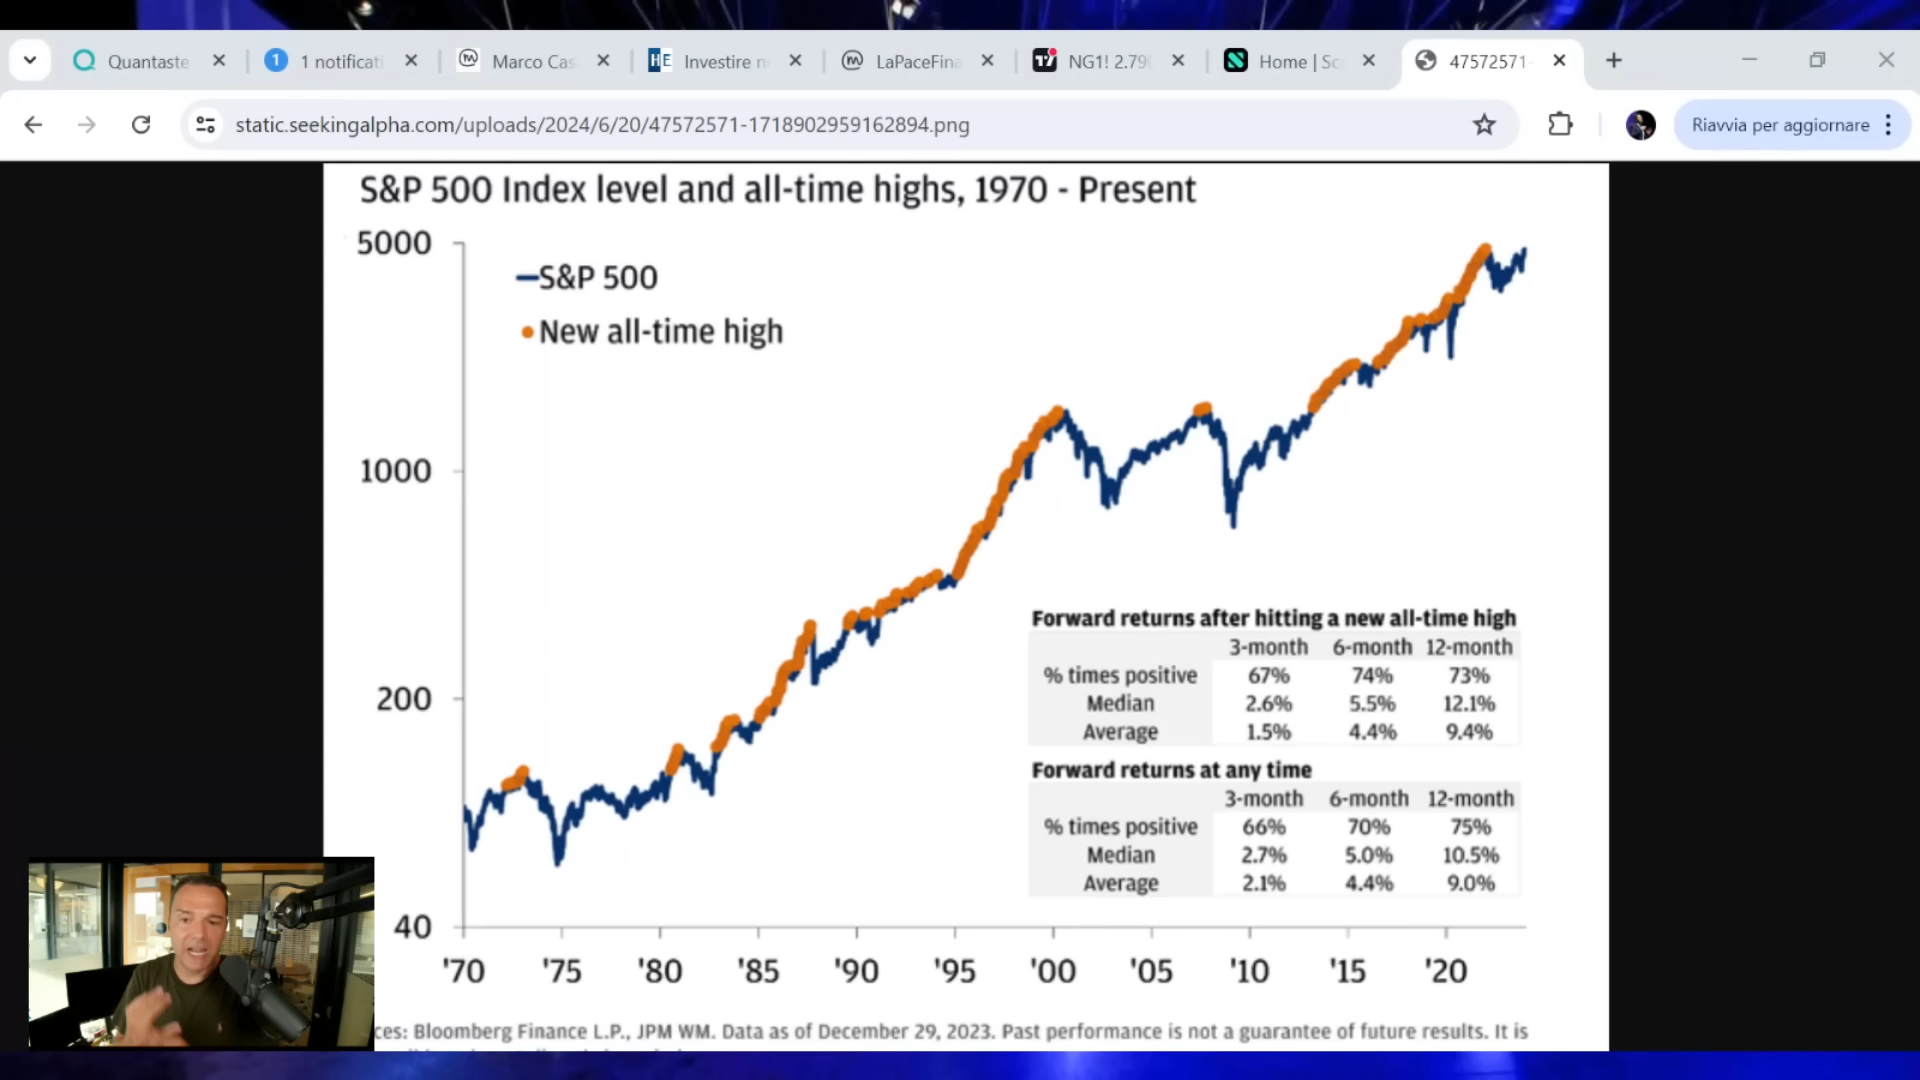 Quantaste
1 notificati
Marco Cas
HE Investire n
LaPaceFina
NG1! 2.790
Home | Sc
47572571-
static.seekingalpha.com/uploads/2024/6/20/47572571-1718902959162894.png
Riavvia per aggiornare
S&P 500 Index level and all-time highs, 1970 - Present
5000
S&P 500
New all-time high
1000
200
40
Forward returns after hitting a new all-time high
3-month 6-month 12-month
% times positive 67% 74% 73%
Median 2.6% 5.5% 12.1%
Average 1.5% 4.4% 9.4%
Forward returns at any time
3-month 6-month 12-month
% times positive 66% 70% 75%
Median 2.7% 5.0% 10.5%
Average 2.1% 4.4% 9.0%
'70 '75 '80 '85 '90 '95 '00 '05 '10 '15 '20
ces: Bloomberg Finance L.P., JPM WM. Data as of December 29, 2023. Past performance is not a guarantee of future results. It is